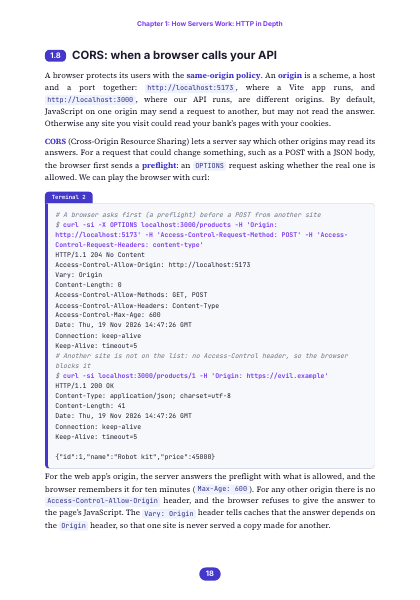 Chapter 1: How Servers Work: HTTP in Depth
1.8 CORS: when a browser calls your API
A browser protects its users with the same-origin policy. An origin is a scheme, a host
and a port together: http://localhost:5173, where a Vite app runs, and
http://localhost:3000, where our API runs, are different origins. By default,
JavaScript on one origin may send a request to another, but may not read the answer.
Otherwise any site you visit could read your bank's pages with your cookies.
CORS (Cross-Origin Resource Sharing) lets a server say which other origins may read its
answers. For a request that could change something, such as a POST with a JSON body,
the browser first sends a preflight: an OPTIONS request asking whether the real one is
allowed. We can play the browser with curl:
Terminal 2
# A browser asks first (a preflight) before a POST from another site
$ curl -si -X OPTIONS localhost:3000/products -H 'Origin:
http://localhost:5173' -H 'Access-Control-Request-Method: POST' -H 'Access-
Control-Request-Headers: content-type'
HTTP/1.1 204 No Content
Access-Control-Allow-Origin: http://localhost:5173
Vary: Origin
Content-Length: 0
Access-Control-Allow-Methods: GET, POST
Access-Control-Allow-Headers: Content-Type
Access-Control-Max-Age: 600
Date: Thu, 19 Nov 2026 14:47:26 GMT
Connection: keep-alive
Keep-Alive: timeout=5
# Another site is not on the list: no Access-Control header, so the browser
blocks it
$ curl -si localhost:3000/products/1 -H 'Origin: https://evil.example'
HTTP/1.1 200 OK
Content-Type: application/json; charset=utf-8
Content-Length: 41
Date: Thu, 19 Nov 2026 14:47:26 GMT
Connection: keep-alive
Keep-Alive: timeout=5
{"id":1,"name":"Robot kit","price":45000}
For the web app's origin, the server answers the preflight with what is allowed, and the
browser remembers it for ten minutes (Max-Age: 600). For any other origin there is no
Access-Control-Allow-Origin header, and the browser refuses to give the answer to
the page's JavaScript. The Vary: Origin header tells caches that the answer depends on
the Origin header, so that one site is never served a copy made for another.
18